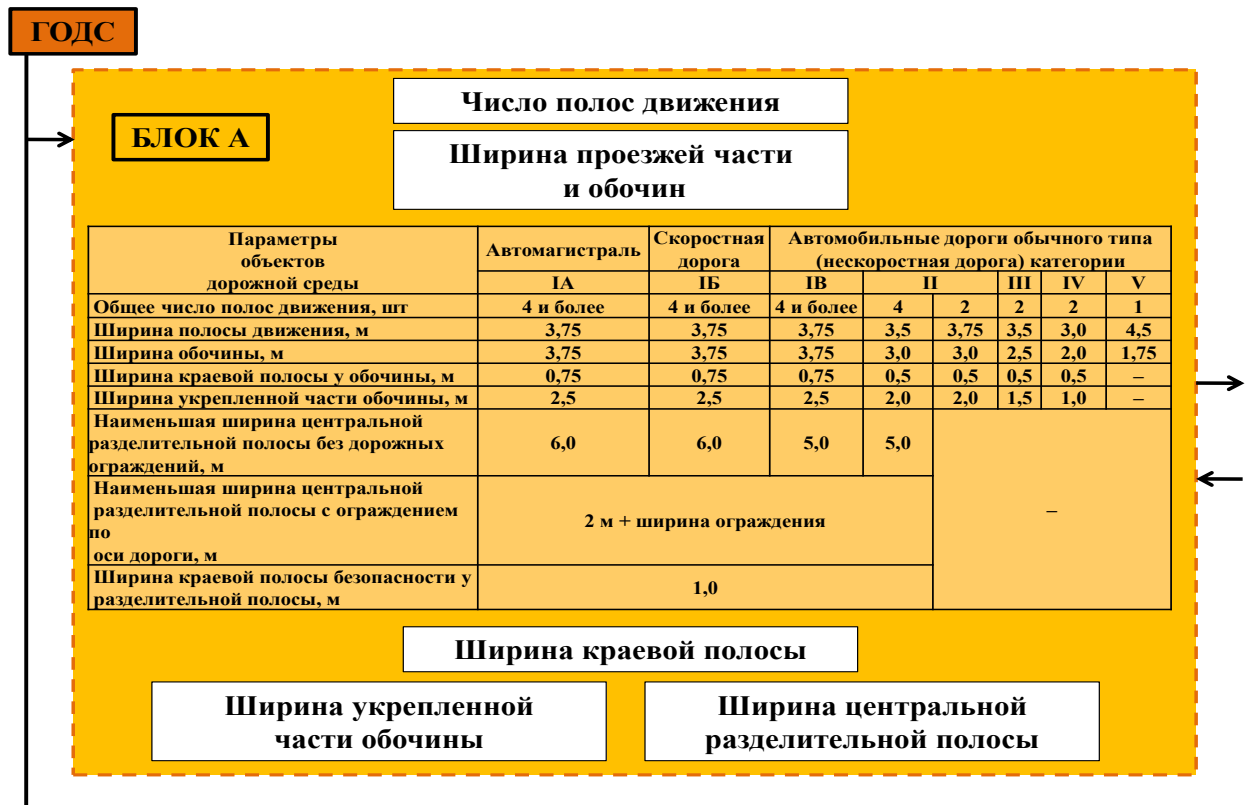 ГОДС
БЛОК А
Число полос движения
Ширина проезжей части
и обочин
Параметры
объектов
дорожной среды
Автомагистраль
Скоростная
дорога
Автомобильные дороги обычного типа
(нескоростная дорога) категории
IА IБ IВ II III IV V
Общее число полос движения, шт 4 и более 4 и более 4 и более 4 2 2 2 1
Ширина полосы движения, м 3,75 3,75 3,75 3,5 3,75 3,5 3,0 4,5
Ширина обочины, м 3,75 3,75 3,75 3,0 3,0 2,5 2,0 1,75
Ширина краевой полосы у обочины, м 0,75 0,75 0,75 0,5 0,5 0,5 0,5 –
Ширина укрепленной части обочины, м 2,5 2,5 2,5 2,0 2,0 1,5 1,0 –
Наименьшая ширина центральной
разделительной полосы без дорожных
ограждений, м
6,0 6,0 5,0 5,0
Наименьшая ширина центральной
разделительной полосы с ограждением
по
оси дороги, м
2 м + ширина ограждения
–
Ширина краевой полосы безопасности у
разделительной полосы, м
1,0
Ширина краевой полосы
Ширина укрепленной
части обочины
Ширина центральной
разделительной полосы